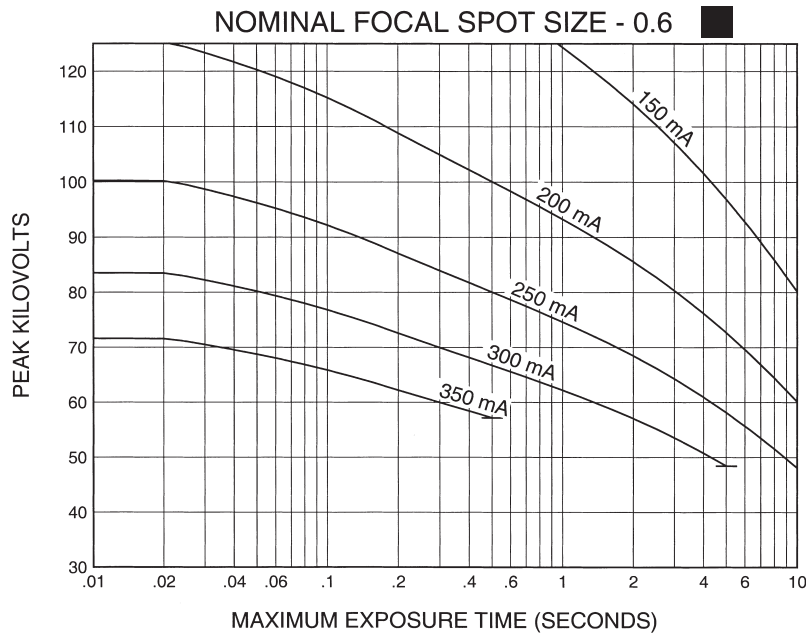 NOMINAL FOCAL SPOT SIZE - 0.6
120
110
100
90
80
70
60
50
40
30
PEAK KILOVOLTS
150 mA
200 mA
250 mA
300 mA
350 mA
.01 .02 .04 .06 .1 .2 .4 .6 1 2 4 6 10
MAXIMUM EXPOSURE TIME (SECONDS)